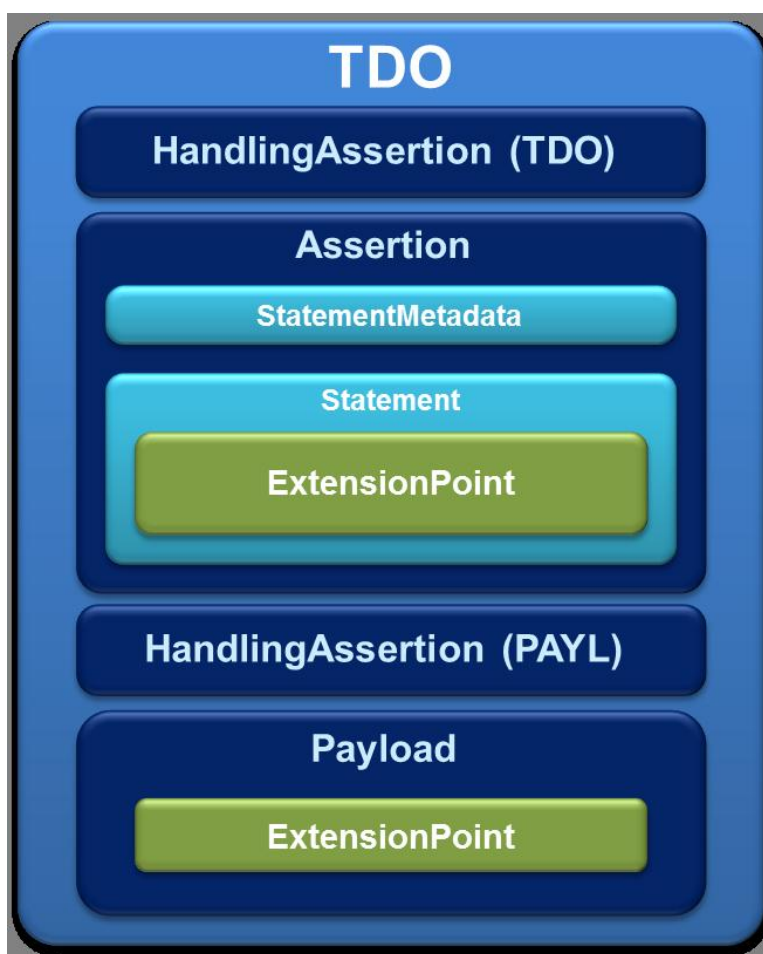 TDO
HandlingAssertion (TDO)
Assertion
StatementMetadata
Statement
ExtensionPoint
HandlingAssertion (PAYL)
Payload
ExtensionPoint